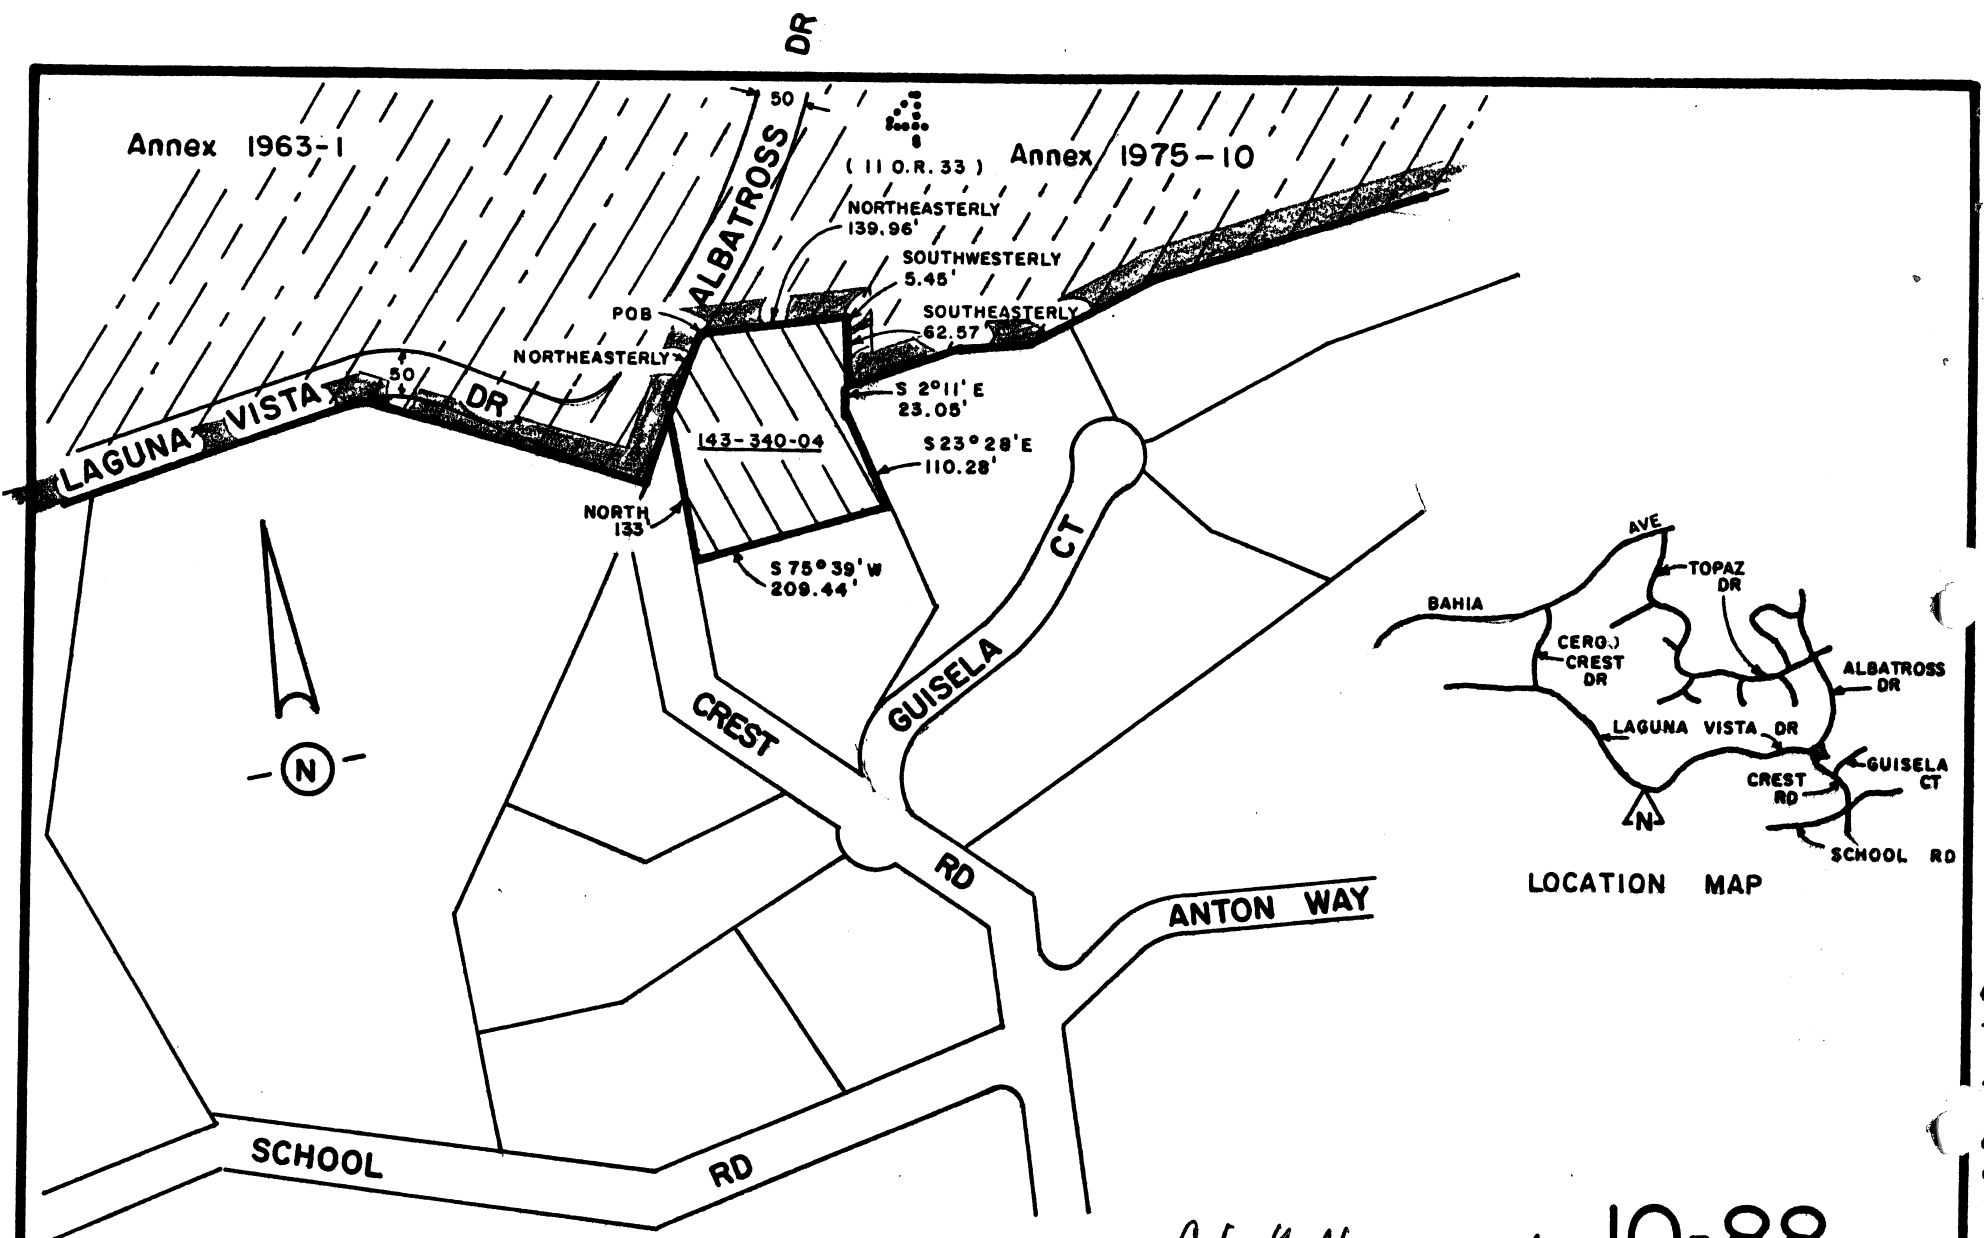 DR
50
ALBATROSS
4
( 11 O.R. 33 )
Annex 1963-1
Annex 1975-10
NORTHEASTERLY
139.96'
SOUTHWESTERLY
5.45'
SOUTHEASTERLY
62.57
POB
NORTHEASTERLY
50
LAGUNA VISTA DR
S 2°11' E
23.05'
143-340-04
S 23°28' E
110.28'
NORTH
133'
S 75°39' W
209.44'
CREST
RD
GUISELA
CT
ANTON WAY
SCHOOL
RD
N
AVE
TOPAZ
DR
BAHIA
CREST
DR
ALBATROSS
DR
LAGUNA VISTA DR
GUISELA
CT
CREST
RD
N
SCHOOL RD
LOCATION MAP